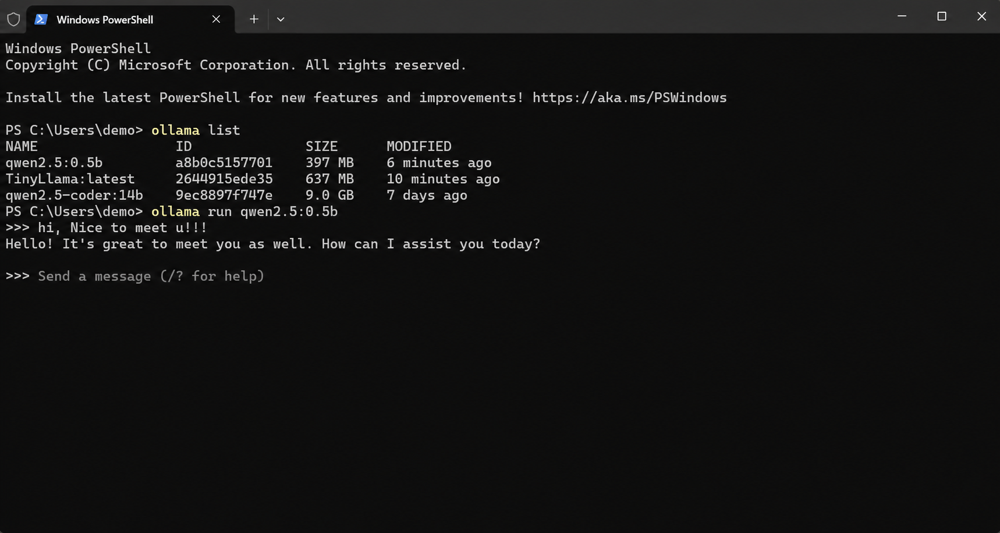 Windows PowerShell
Windows PowerShell
Copyright (C) Microsoft Corporation. All rights reserved.
Install the latest PowerShell for new features and improvements! https://aka.ms/PSWindows
PS C:\Users\demo> ollama list
NAME ID SIZE MODIFIED
qwen2.5:0.5b a8b0c5157701 397 MB 6 minutes ago
TinyLlama:latest 2644915ede35 637 MB 10 minutes ago
qwen2.5-coder:14b 9ec8897f747e 9.0 GB 7 days ago
PS C:\Users\demo> ollama run qwen2.5:0.5b
>>> hi, Nice to meet u!!!
Hello! It's great to meet you as well. How can I assist you today?
>>> Send a message (/? for help)